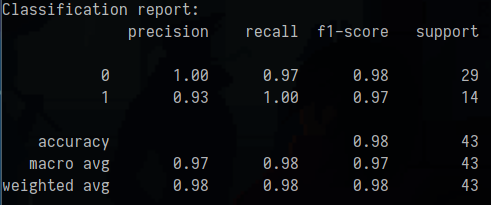 Classification report:
precision recall f1-score support
0 1.00 0.97 0.98 29
1 0.93 1.00 0.97 14
accuracy 0.98 43
macro avg 0.97 0.98 0.97 43
weighted avg 0.98 0.98 0.98 43